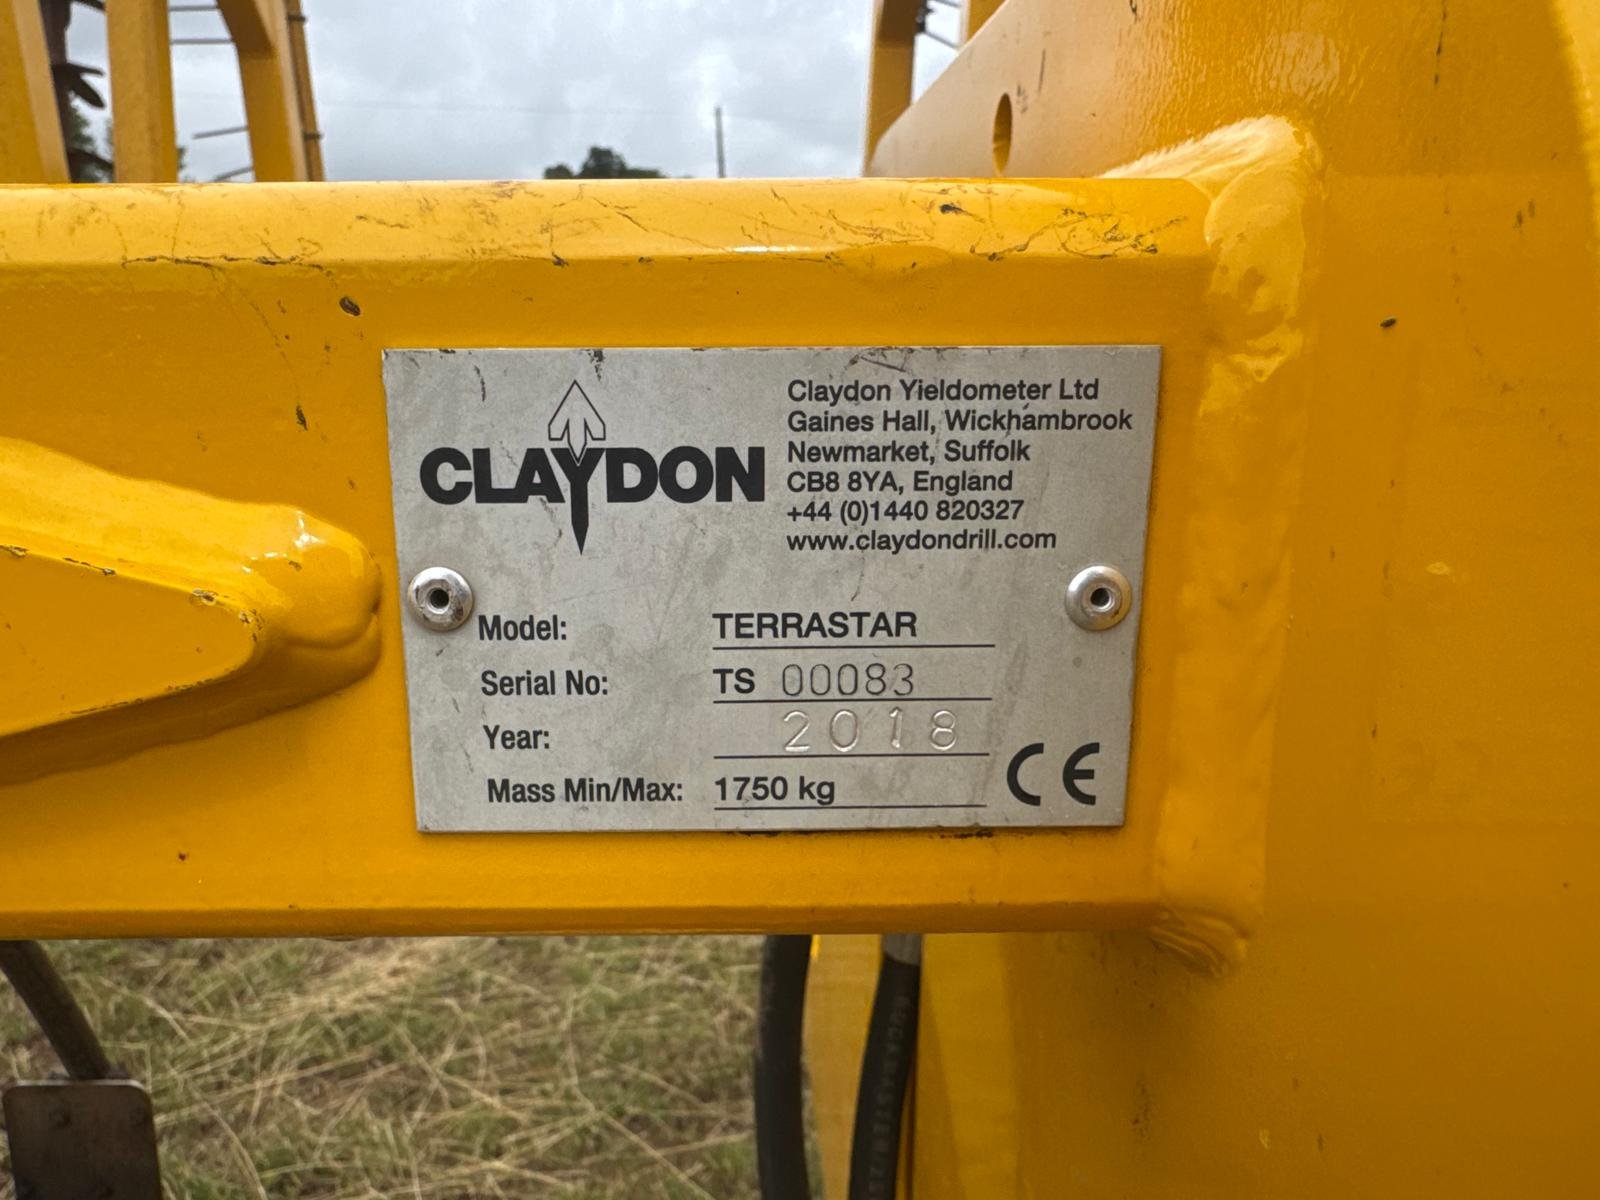 CLAYDON
Claydon Yieldometer Ltd
Gaines Hall, Wickhambrook
Newmarket, Suffolk
CB8 8YA, England
+44 (0)1440 820327
www.claydondrill.com
Model: TERRASTAR
Serial No: TS 00083
Year: 2018
Mass Min/Max: 1750 kg
CE